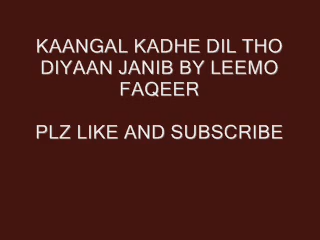 KAANGAL KADHE DIL THO
DIYAAN JANIB BY LEEMO
FAQEER
PLZ LIKE AND SUBSCRIBE